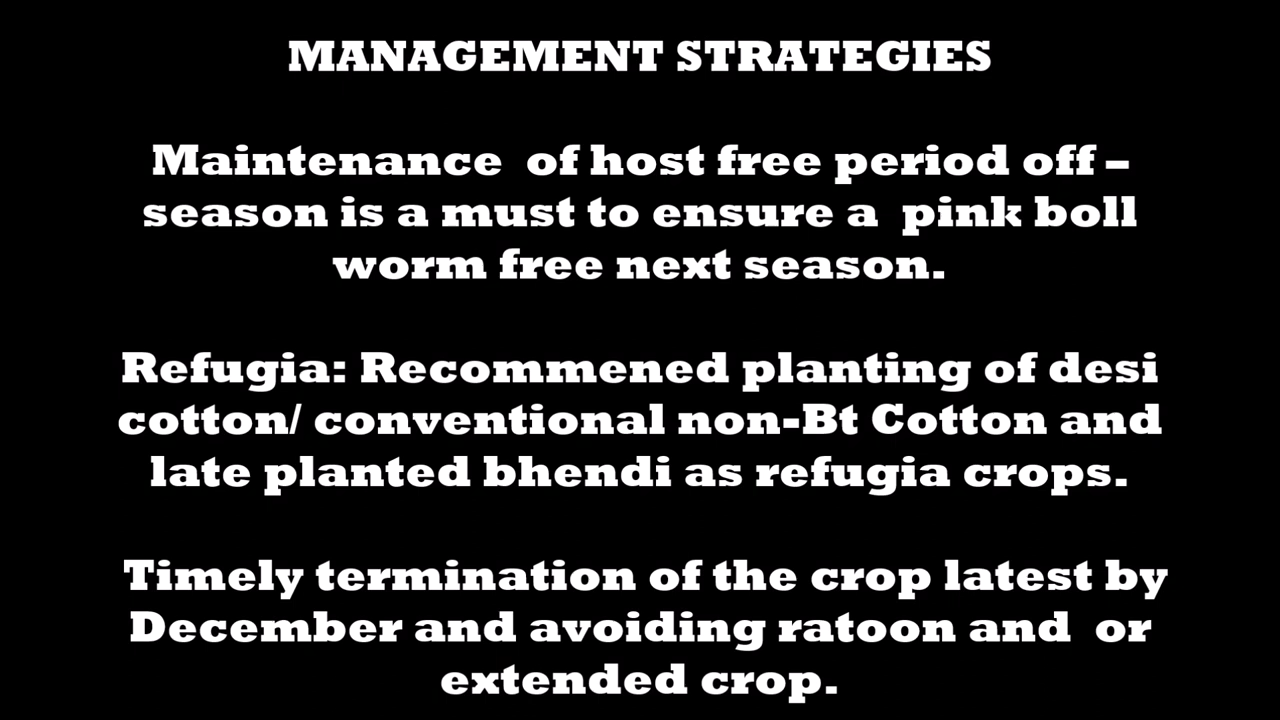 MANAGEMENT STRATEGIES
Maintenance of host free period off –
season is a must to ensure a pink boll
worm free next season.
Refugia: Recommened planting of desi
cotton/ conventional non-Bt Cotton and
late planted bhendi as refugia crops.
Timely termination of the crop latest by
December and avoiding ratoon and or
extended crop.